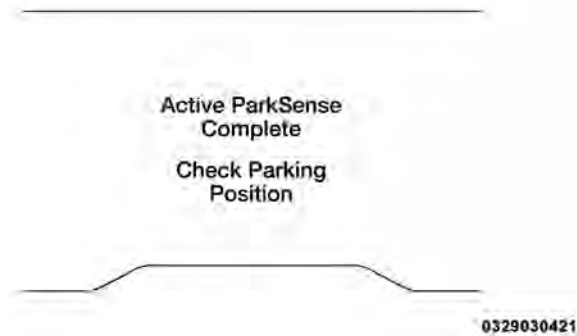 Active ParkSense
Complete
Check Parking
Position
0329030421